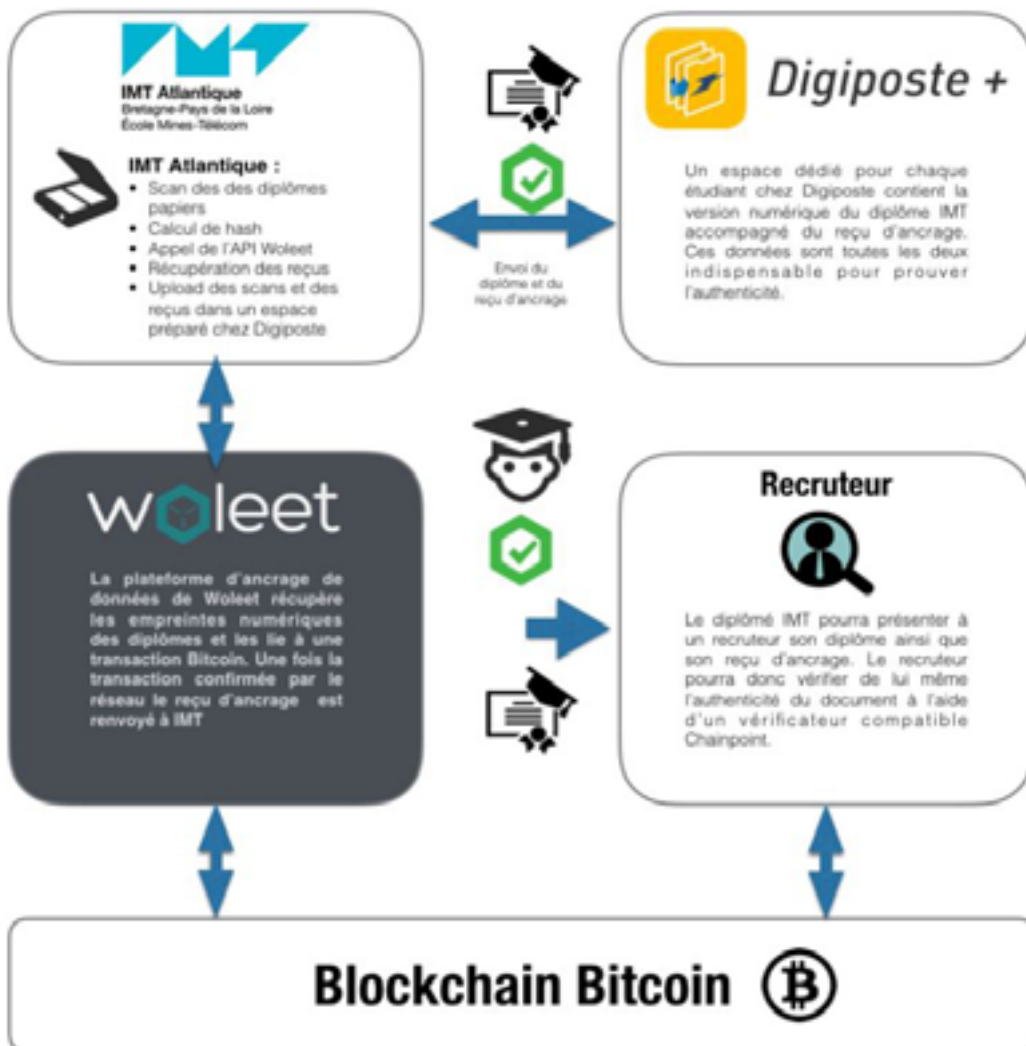 IMT Atlantique
Bretagne-Pays de la Loire
École Mines-Télécom
IMT Atlantique :
• Scan des des diplômes
papiers
• Calcul de hash
• Appel de l'API Woleet
• Récupération des reçus
• Upload des scans et des
reçus dans un espace
préparé chez Digiposte
Envoi du
diplôme et du
reçu d'ancrage
Digiposte +
Un espace dédié pour chaque
étudiant chez Digiposte contient la
version numérique du diplôme IMT
accompagné du reçu d'ancrage.
Ces données sont toutes les deux
indispensable pour prouver
l'authenticité.
woleet
La plateforme d'ancrage de
données de Woleet récupère
les empreintes numériques
des diplômes et les lie à une
transaction Bitcoin. Une fois la
transaction confirmée par le
réseau le reçu d'ancrage est
renvoyé à IMT
Recruteur
Le diplômé IMT pourra présenter à
un recruteur son diplôme ainsi que
son reçu d'ancrage. Le recruteur
pourra donc vérifier de lui même
l'authenticité du document à l'aide
d'un vérificateur compatible
Chainpoint.
Blockchain Bitcoin